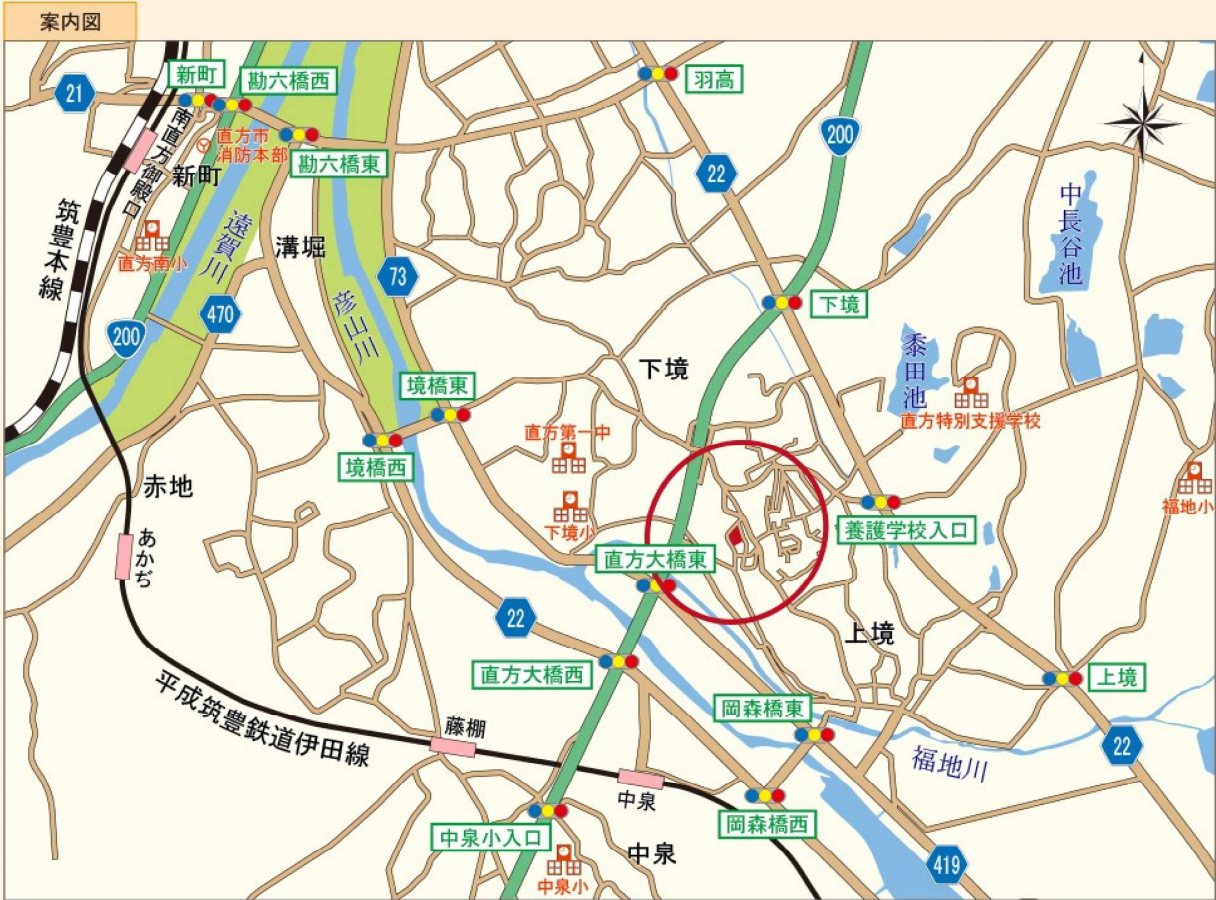 案内図
新町
勘六橋西
羽高
21
直方市
消防本部
勘六橋東
南直方御殿口
新町
200
22
筑豊本線
遠賀川
溝堀
中長谷池
直方南小
73
470
彦山川
下境
200
黍田池
下境
境橋東
直方特別支援学校
直方第一中
境橋西
赤地
福地小
下境小
養護学校入口
あかぢ
直方大橋東
22
上境
直方大橋西
上境
平成筑豊鉄道伊田線
岡森橋東
藤棚
22
福地川
中泉
岡森橋西
中泉小入口
中泉
419
中泉小